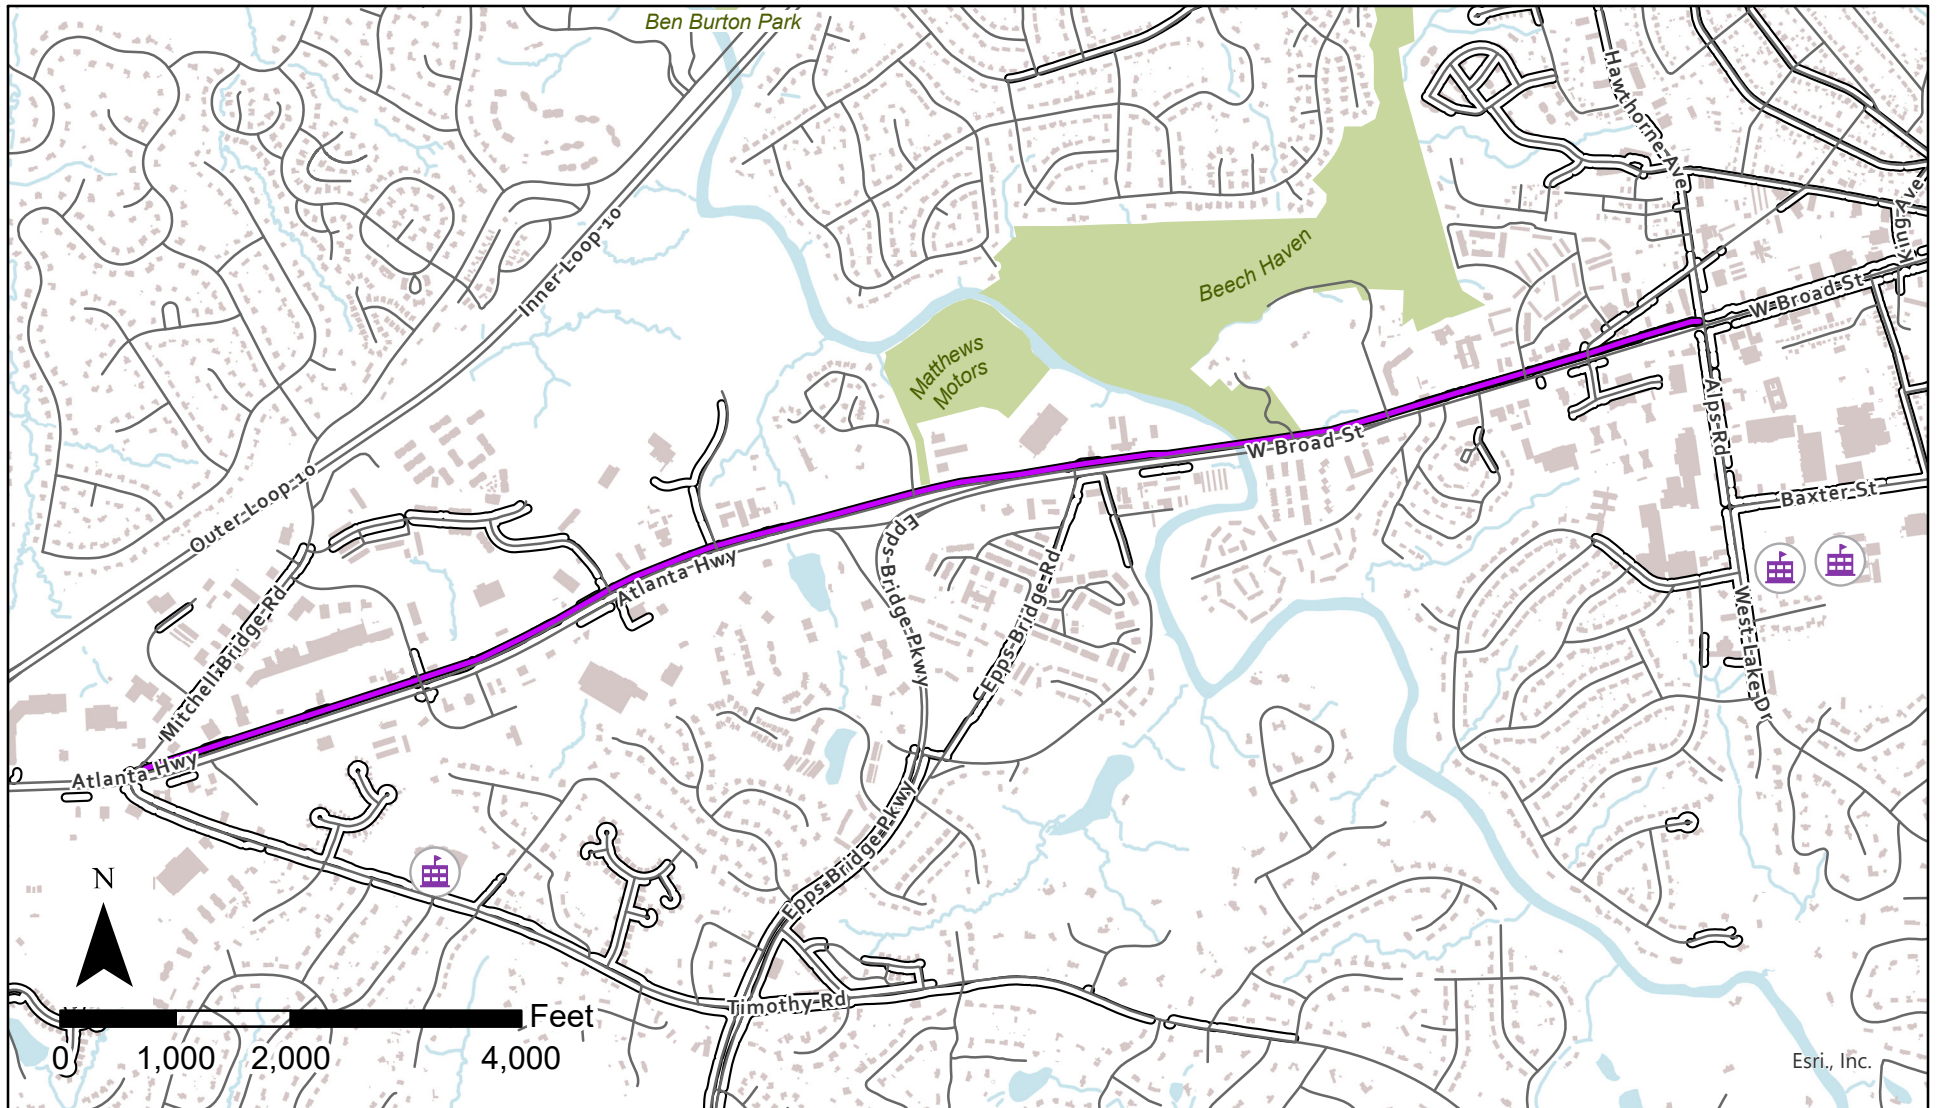 Ben Burton Park
Hawthorne-Ave
King-Ave
Inner-Loop-10
Beech Haven
W-Broad-St
Matthews
Motors
Alps-Rd
W-Broad-St
Outer-Loop-10
Baxter-St
Epps-Bridge-Pkwy
Atlanta-Hwy
Epps-Bridge-Rd
Mitchell-Bridge-Rd
West-Lake-Dr
Atlanta-Hwy
Epps-Bridge-Pkwy
N
Timothy-Rd
Feet
0 1,000 2,000 4,000
Esri., Inc.